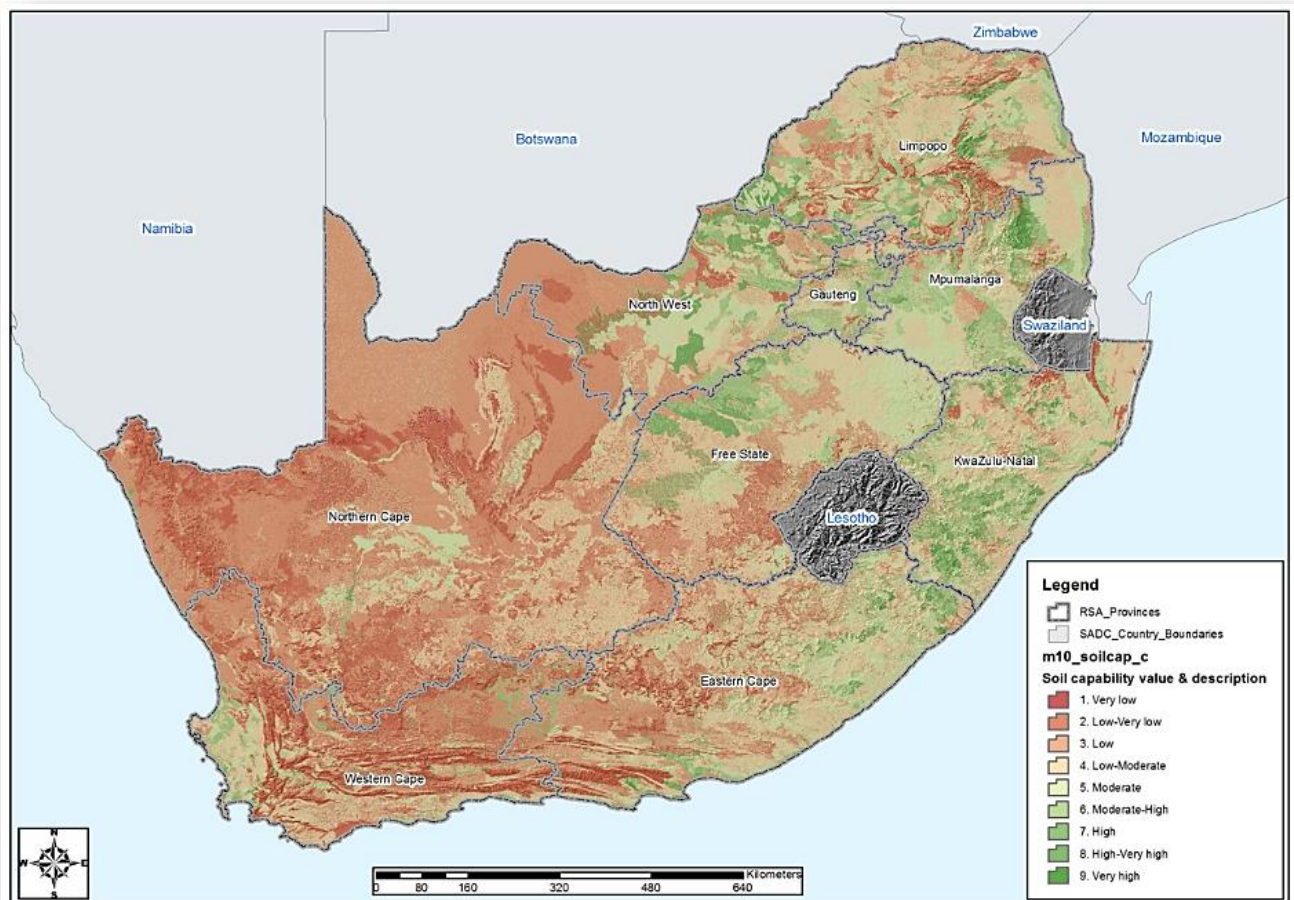 Zimbabwe
Botswana
Mozambique
Limpopo
Namibia
Mpumalanga
Gauteng
North West
Swaziland
Free State
KwaZulu-Natal
Northern Cape
Lesotho
Eastern Cape
Western Cape
Legend
RSA_Provinces
SADC_Country_Boundaries
m10_soilcap_c
Soil capability value & description
1. Very low
2. Low-Very low
3. Low
4. Low-Moderate
5. Moderate
6. Moderate-High
7. High
8. High-Very high
9. Very high
N
W E
S
Kilometers
0 80 160 320 480 640